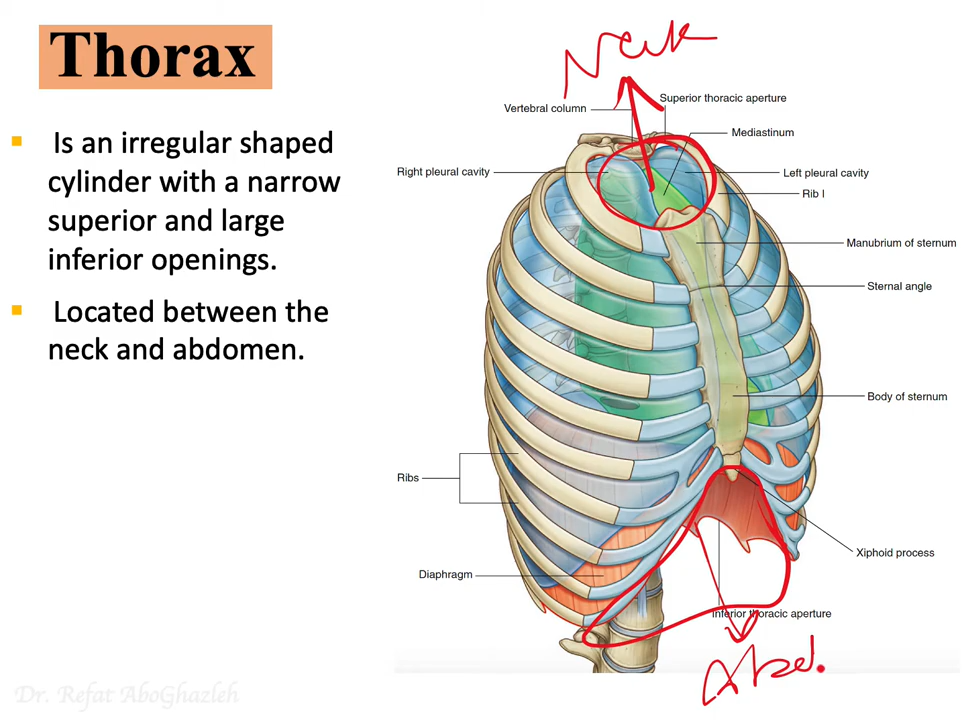 Thorax
Is an irregular shaped
cylinder with a narrow
superior and large
inferior openings.
Located between the
neck and abdomen.
Neck
Superior thoracic aperture
Vertebral column
Mediastinum
Right pleural cavity
Left pleural cavity
Rib I
Manubrium of sternum
Sternal angle
Body of sternum
Ribs
Xiphoid process
Diaphragm
Inferior thoracic aperture
Abd.
Dr. Refat AboGhazleh